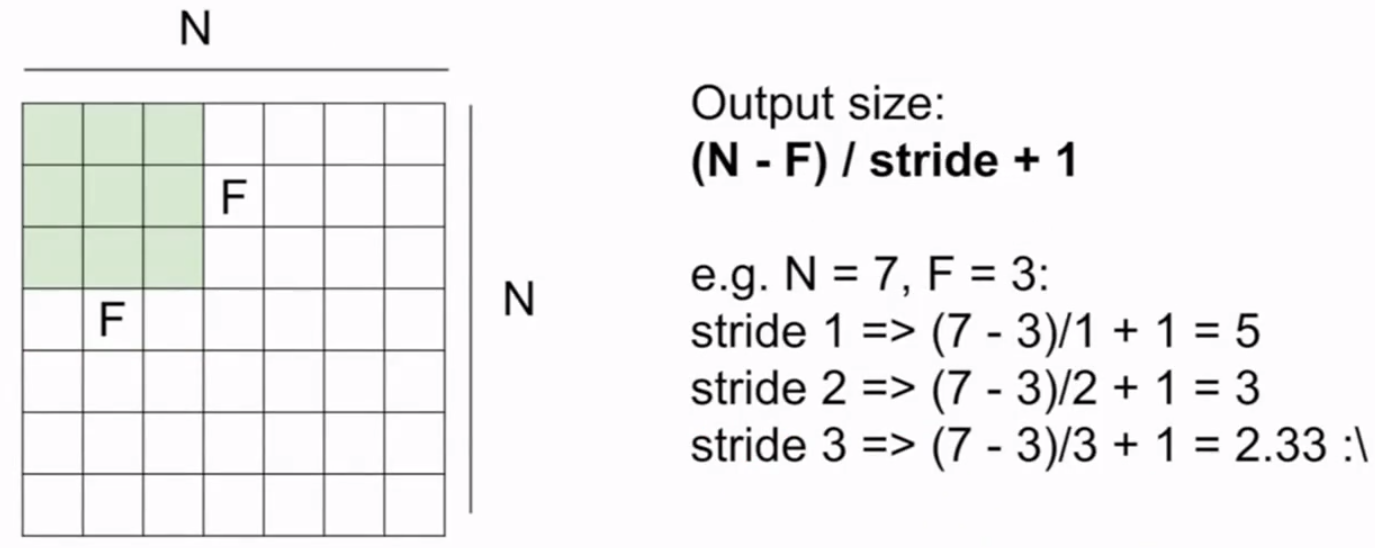 N
F
F
N
Output size:
(N - F) / stride + 1
e.g. N = 7, F = 3:
stride 1 => (7 - 3)/1 + 1 = 5
stride 2 => (7 - 3)/2 + 1 = 3
stride 3 => (7 - 3)/3 + 1 = 2.33 :\